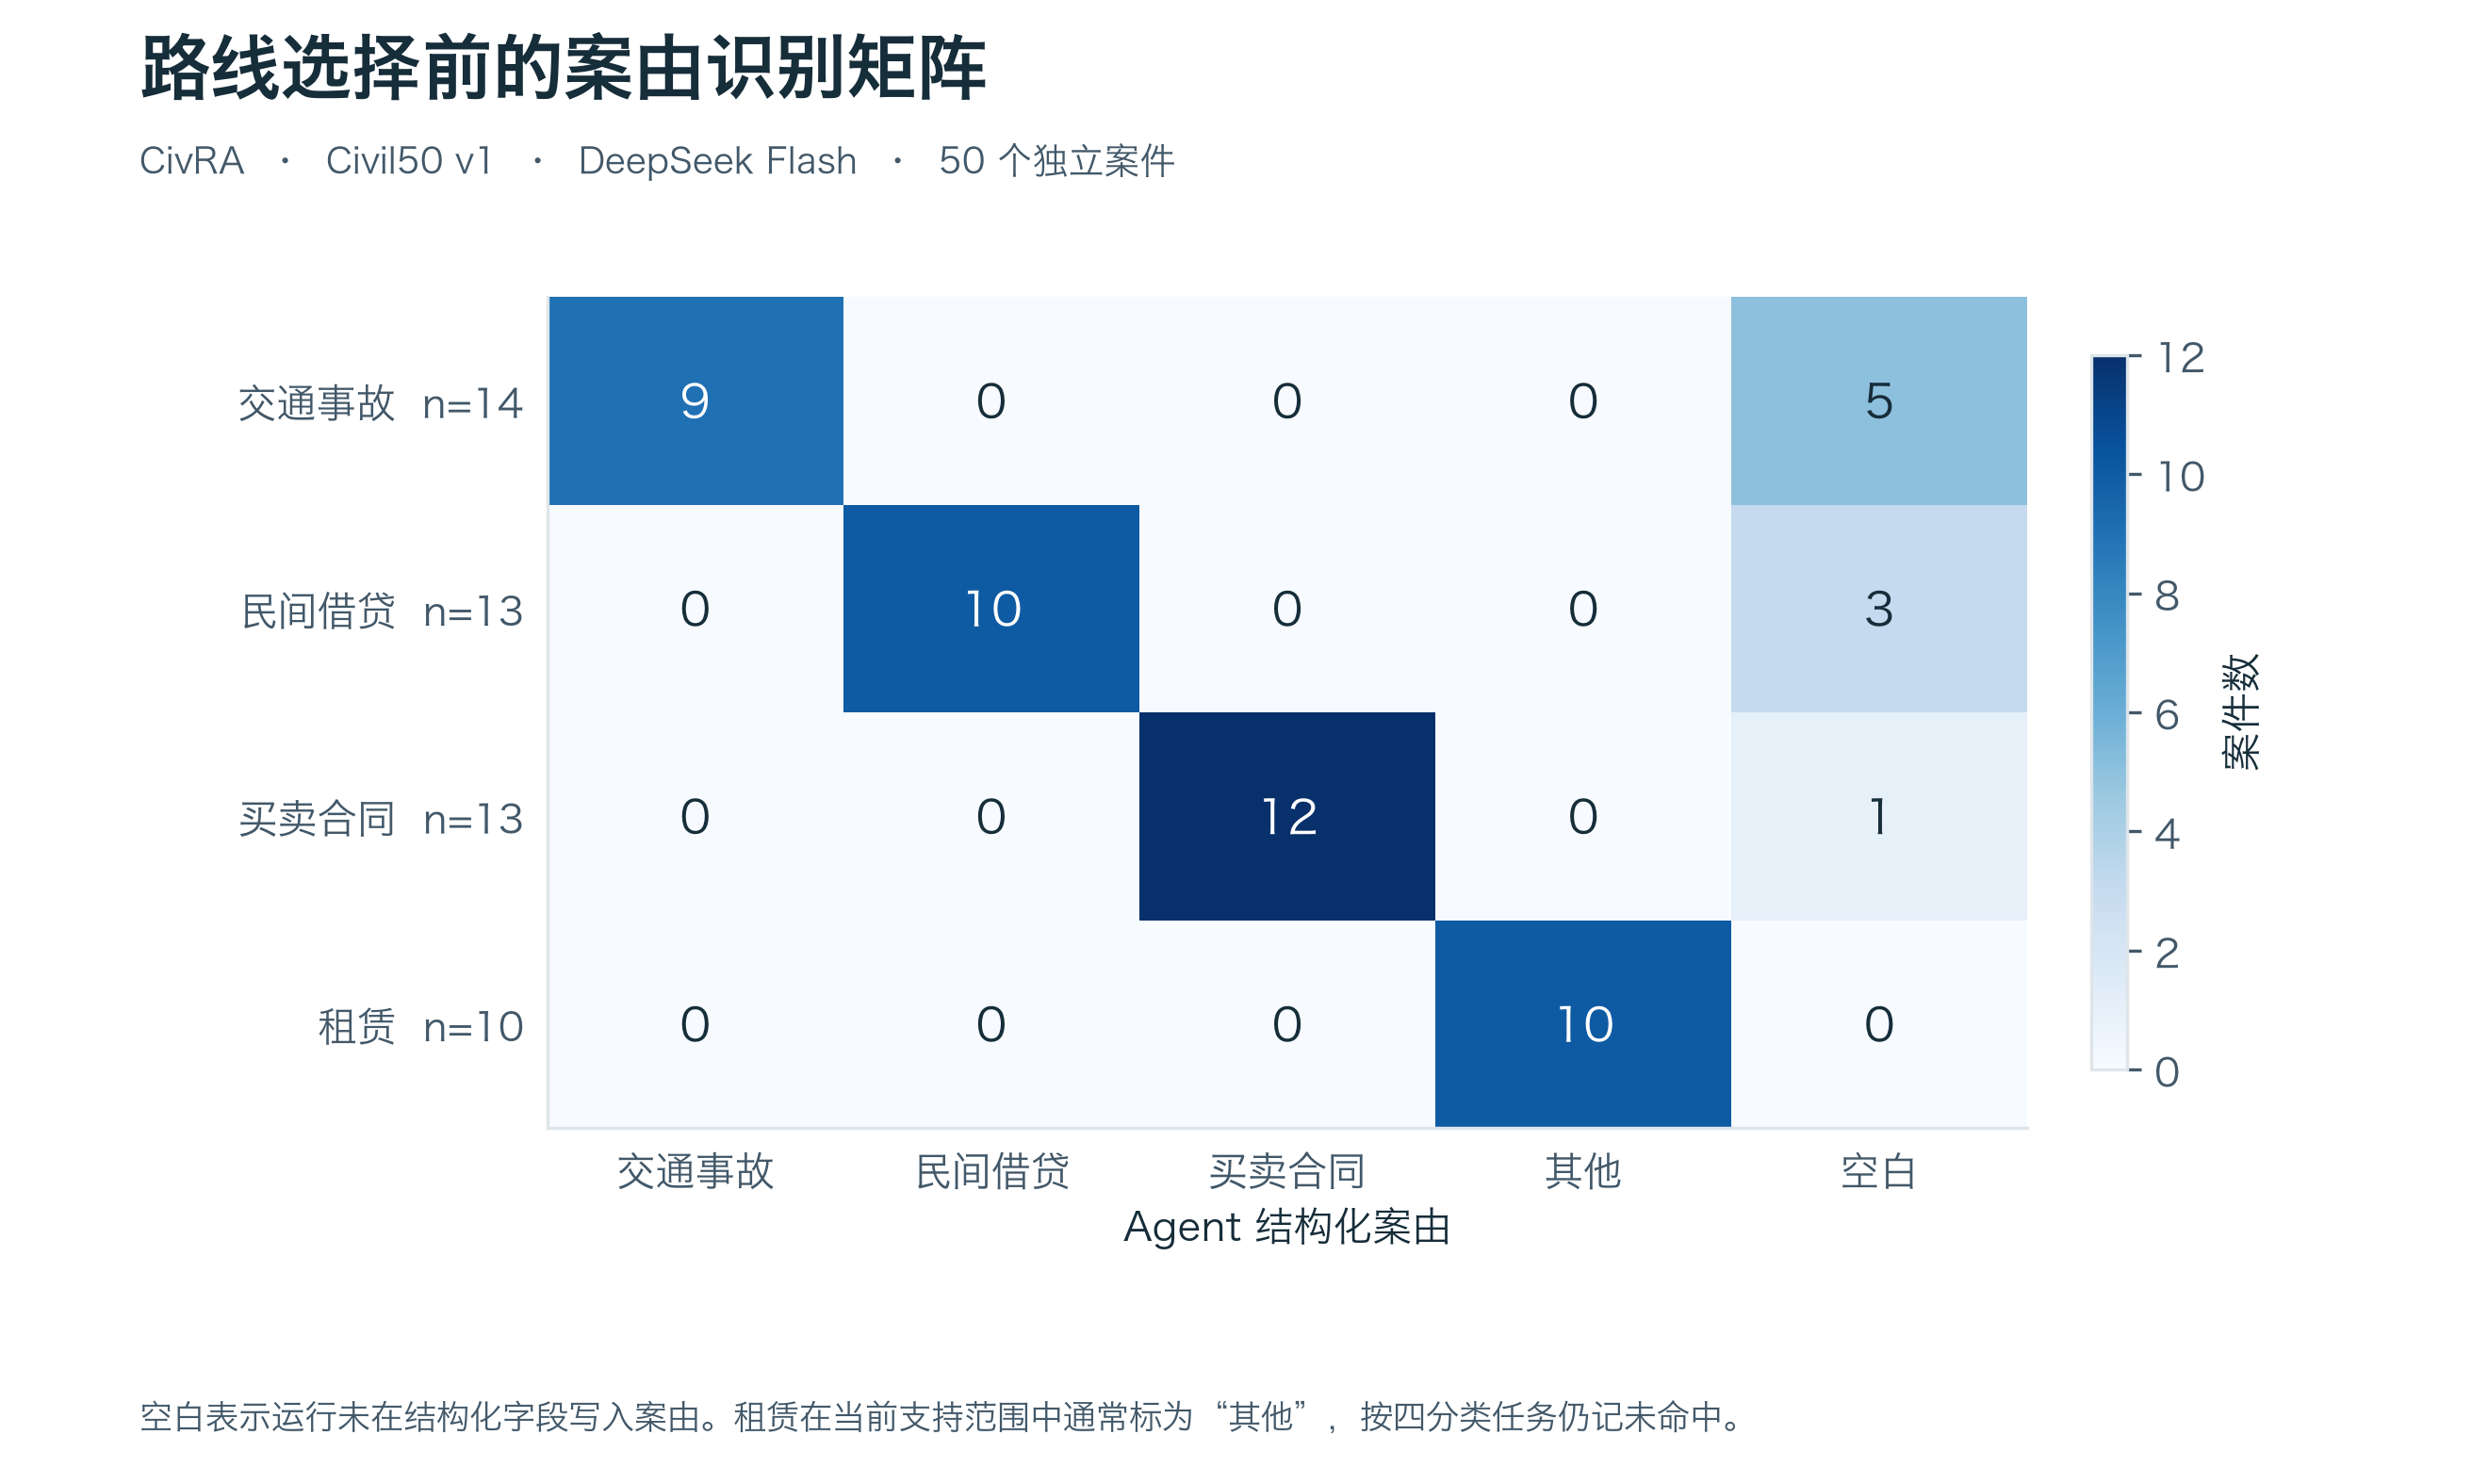 路线选择前的案由识别矩阵
CivRA · Civil50 v1 · DeepSeek Flash · 50 个独立案件
交通事故 n=14 9 0 0 0 5
民间借贷 n=13 0 10 0 0 3
买卖合同 n=13 0 0 12 0 1
租赁 n=10 0 0 0 10 0
交通事故 民间借贷 买卖合同 其他 空白
Agent 结构化案由
12
10
8
6
4
2
0
案件数
空白表示运行未在结构化字段写入案由。租赁在当前支持范围中通常标为“其他”，按四分类任务仍记未命中。